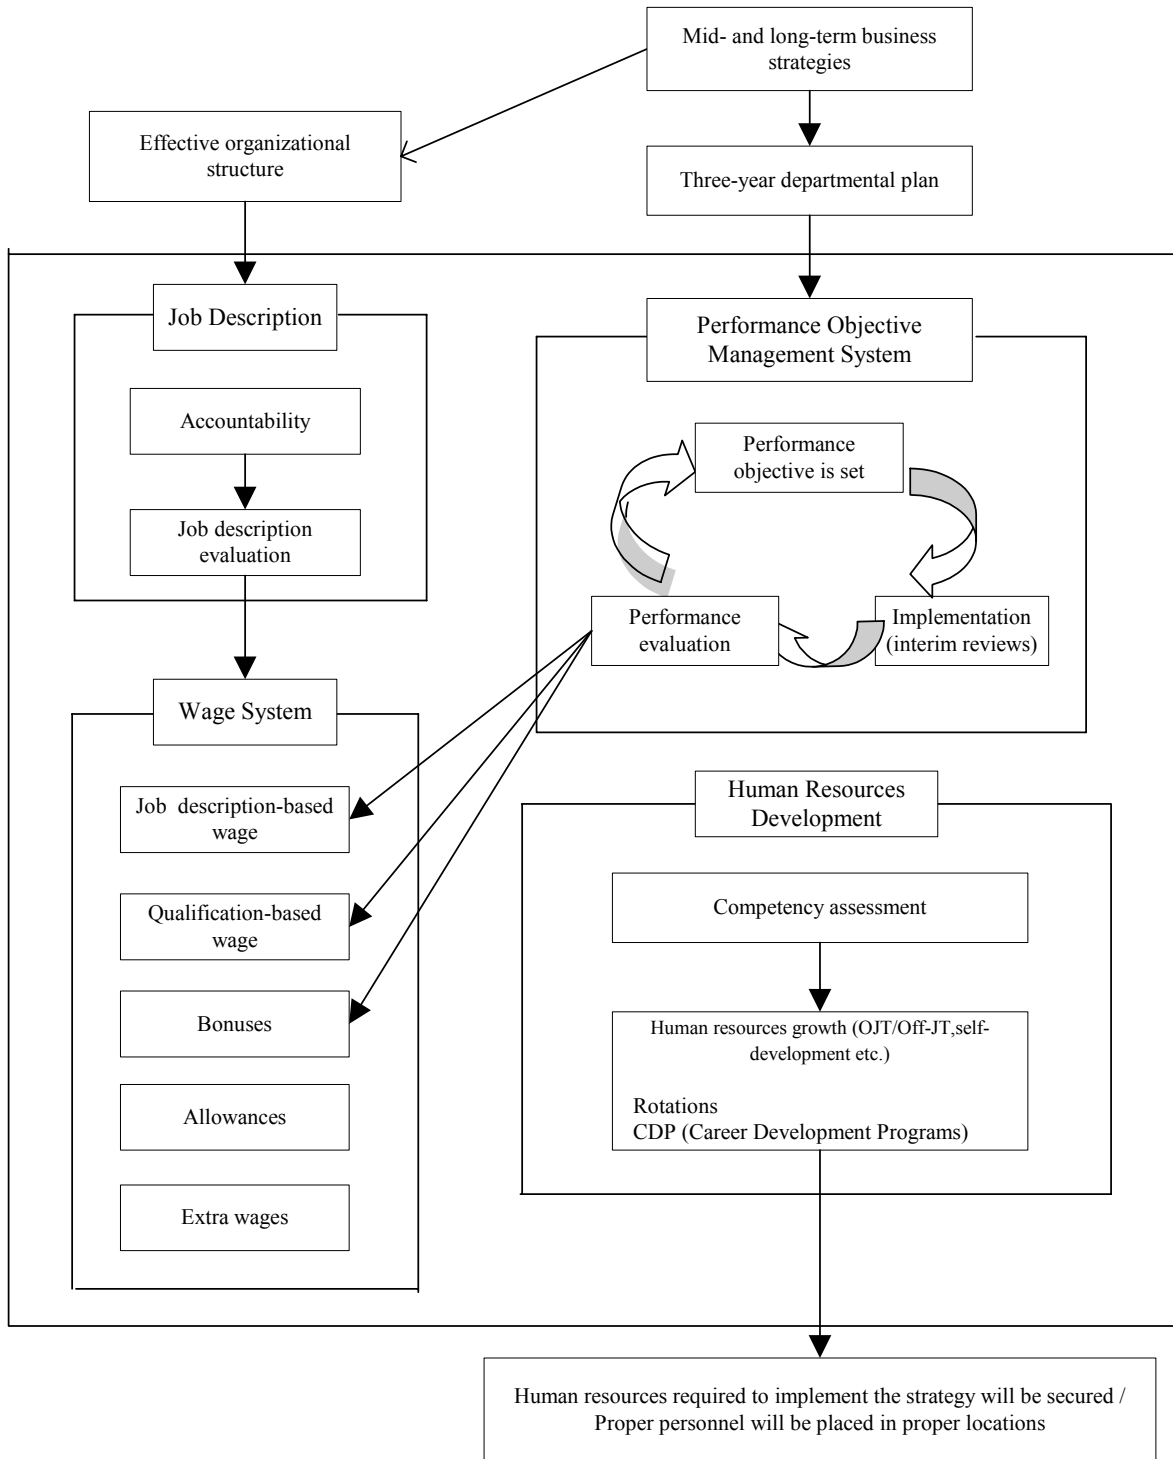 Mid- and long-term business
strategies
Effective organizational
structure
Three-year departmental plan
Job Description
Accountability
Job description
evaluation
Performance Objective
Management System
Performance
objective is set
Implementation
(interim reviews)
Performance
evaluation
Wage System
Job description-based
wage
Qualification-based
wage
Bonuses
Allowances
Extra wages
Human Resources
Development
Competency assessment
Human resources growth (OJT/Off-JT,self-
development etc.)
Rotations
CDP (Career Development Programs)
Human resources required to implement the strategy will be secured /
Proper personnel will be placed in proper locations